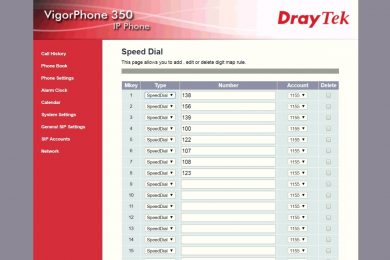 VigorPhone 350
IP Phone
DrayTek
Call History
Phone Book
Phone Settings
Alarm Clock
Calendar
System Settings
General SIP Settings
SIP Accounts
Network
Speed Dial
This page allows you to add . edit or delete digit map rule.
Mkey Type Number Account Delete
1 SpeedDial 138 1155
2 SpeedDial 156 1155
3 SpeedDial 139 1155
4 SpeedDial 100 1155
5 SpeedDial 122 1155
6 SpeedDial 107 1155
7 SpeedDial 108 1155
8 SpeedDial 123 1155
9 SpeedDial 1155
10 SpeedDial 1155
11 SpeedDial 1155
12 SpeedDial 1155
13 SpeedDial 1155
14 SpeedDial 1155
15 SpeedDial 1155